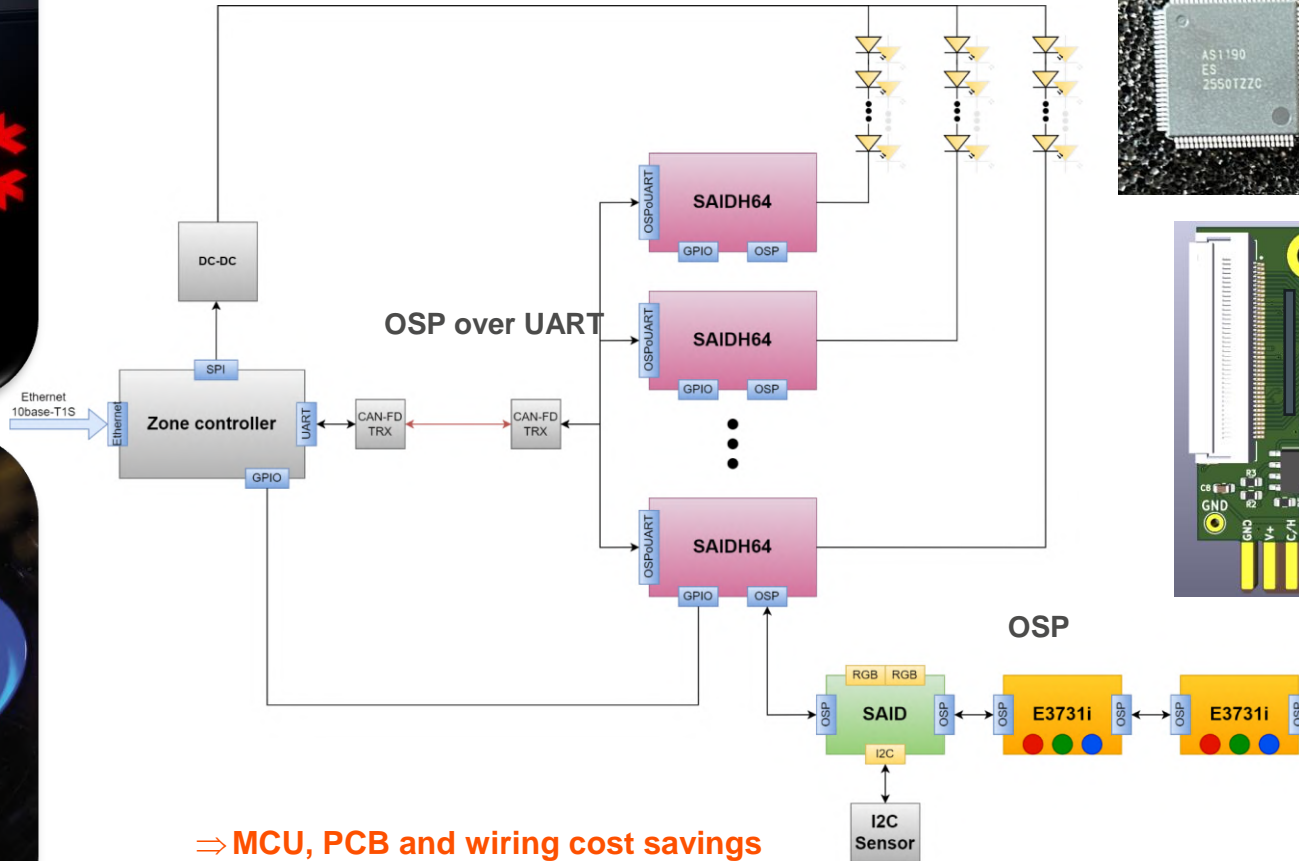 AS1190
ES
2550TZZC
DC-DC
OSPoUART
SAIDH64
GPIO
OSP
OSP over UART
OSPoUART
SAIDH64
GPIO
OSP
SPI
Ethernet
10base-T1S
Ethernet
Zone controller
UART
GPIO
CAN-FD
TRX
CAN-FD
TRX
OSPoUART
SAIDH64
GPIO
OSP
C8
R3
R2
GND
GND
V+
C/H
OSP
RGB
RGB
OSP
SAID
OSP
I2C
OSP
E3731i
OSP
OSP
E3731i
OSP
I2C
Sensor
⇒ MCU, PCB and wiring cost savings